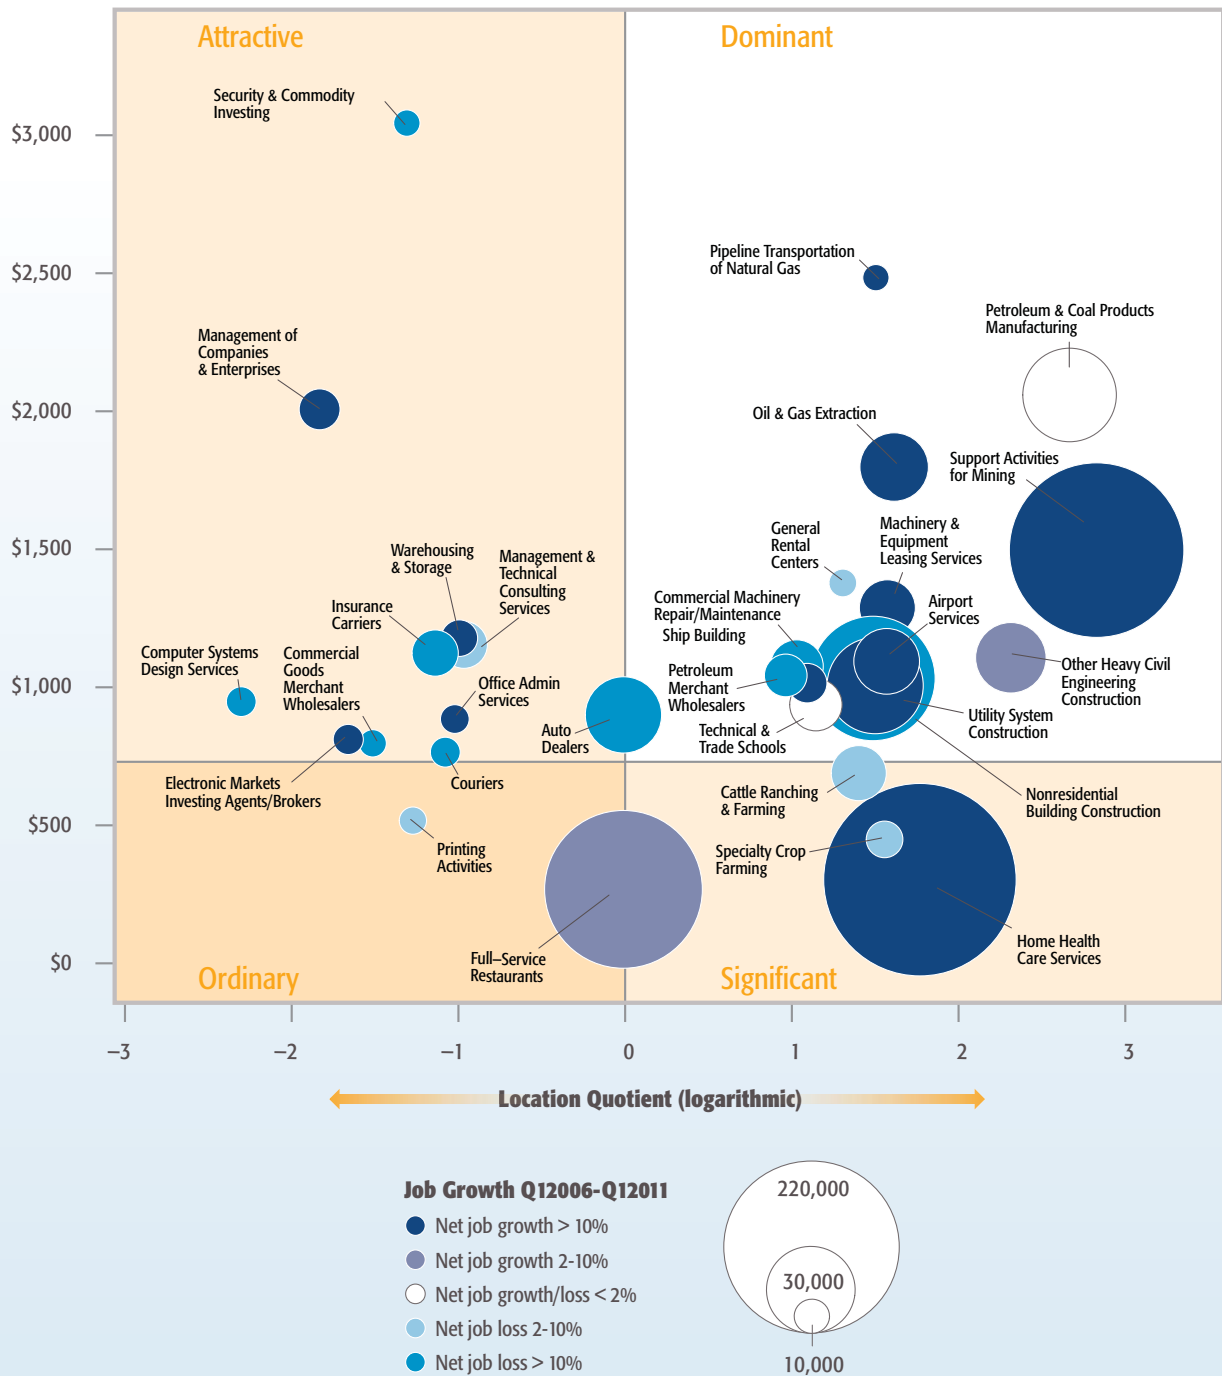 Attractive
Dominant
Security & Commodity
Investing
$3,000
Pipeline Transportation
of Natural Gas
$2,500
Petroleum & Coal Products
Manufacturing
Management of
Companies
& Enterprises
$2,000
Oil & Gas Extraction
Support Activities
for Mining
$1,500
Machinery &
Equipment
Leasing Services
General
Rental
Centers
Warehousing
& Storage
Management &
Technical
Consulting
Services
Insurance
Carriers
Commercial Machinery
Repair/Maintenance
Ship Building
Airport
Services
Computer Systems
Design Services
Commercial
Goods
Merchant
Wholesalers
Petroleum
Merchant
Wholesalers
Other Heavy Civil
Engineering
Construction
$1,000
Office Admin
Services
Auto
Dealers
Technical &
Trade Schools
Utility System
Construction
Electronic Markets
Investing Agents/Brokers
Couriers
Cattle Ranching
& Farming
Nonresidential
Building Construction
$500
Printing
Activities
Specialty Crop
Farming
Full–Service
Restaurants
Home Health
Care Services
$0
Ordinary
Significant
−3
−2
−1
0
1
2
3
Location Quotient (logarithmic)
Job Growth Q12006-Q12011
Net job growth > 10%
Net job growth 2-10%
Net job growth/loss < 2%
Net job loss 2-10%
Net job loss > 10%
220,000
30,000
10,000